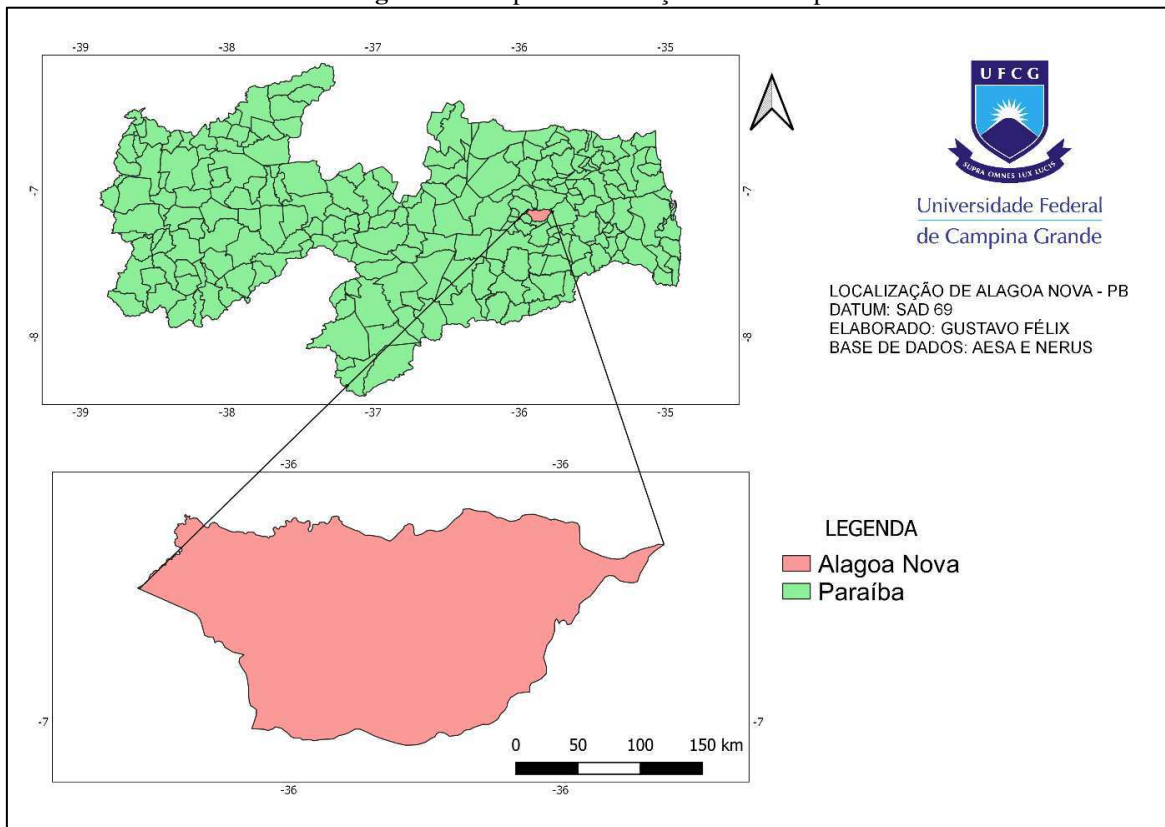 -39 -38 -37 -36 -35
-7 -7
-8 -8
-39 -38 -37 -36 -35
UFCG
SUPRA OMNES LUX LUCIS
Universidade Federal
de Campina Grande
LOCALIZAÇÃO DE ALAGOA NOVA - PB
DATUM: SAD 69
ELABORADO: GUSTAVO FÉLIX
BASE DE DADOS: AESA E NERUS
-36 -36
-7 -7
0 50 100 150 km
-36 -36
LEGENDA
Alagoa Nova
Paraíba